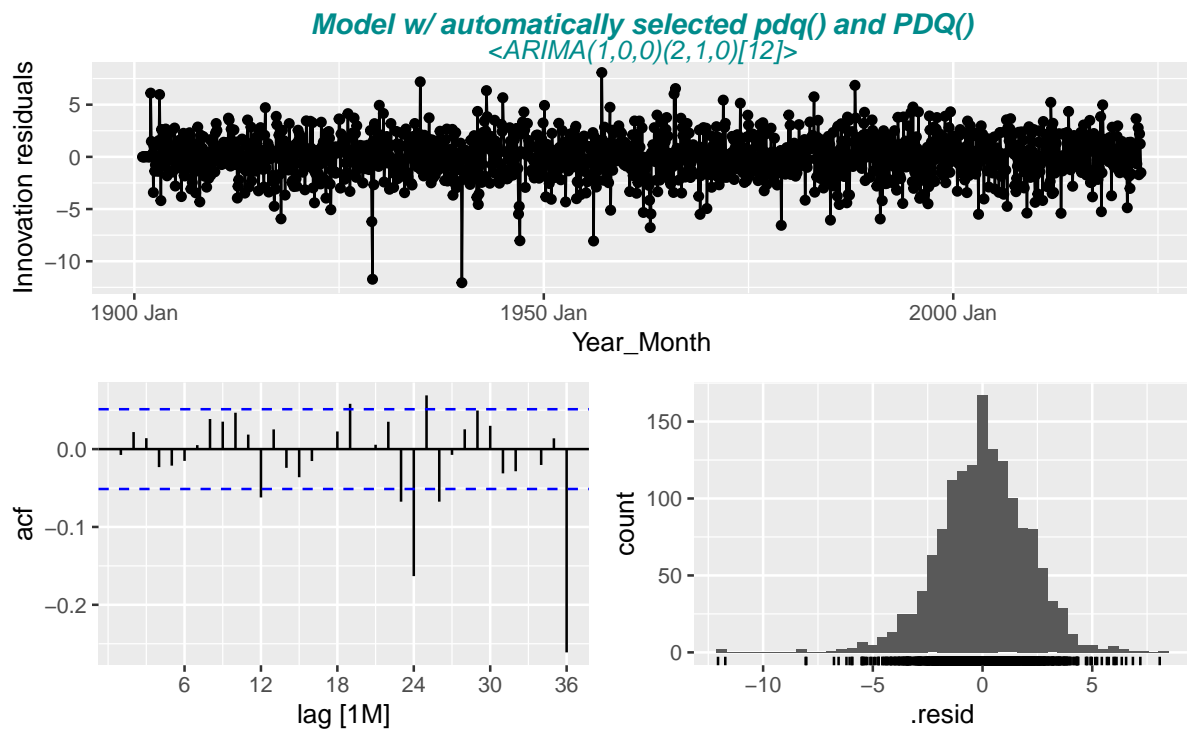 Model w/ automatically selected pdq() and PDQ()
<ARIMA(1,0,0)(2,1,0)[12]>
Innovation residuals
5
0
−5
−10
1900 Jan
1950 Jan
2000 Jan
Year_Month
acf
0.0
−0.1
−0.2
6
12
18
24
30
36
lag [1M]
count
150
100
50
0
−10
−5
0
5
.resid